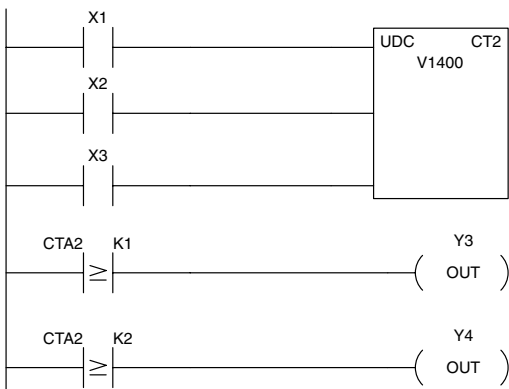 X1
UDC CT2
V1400
X2
X3
CTA2 K1 Y3
≥ OUT
CTA2 K2 Y4
≥ OUT